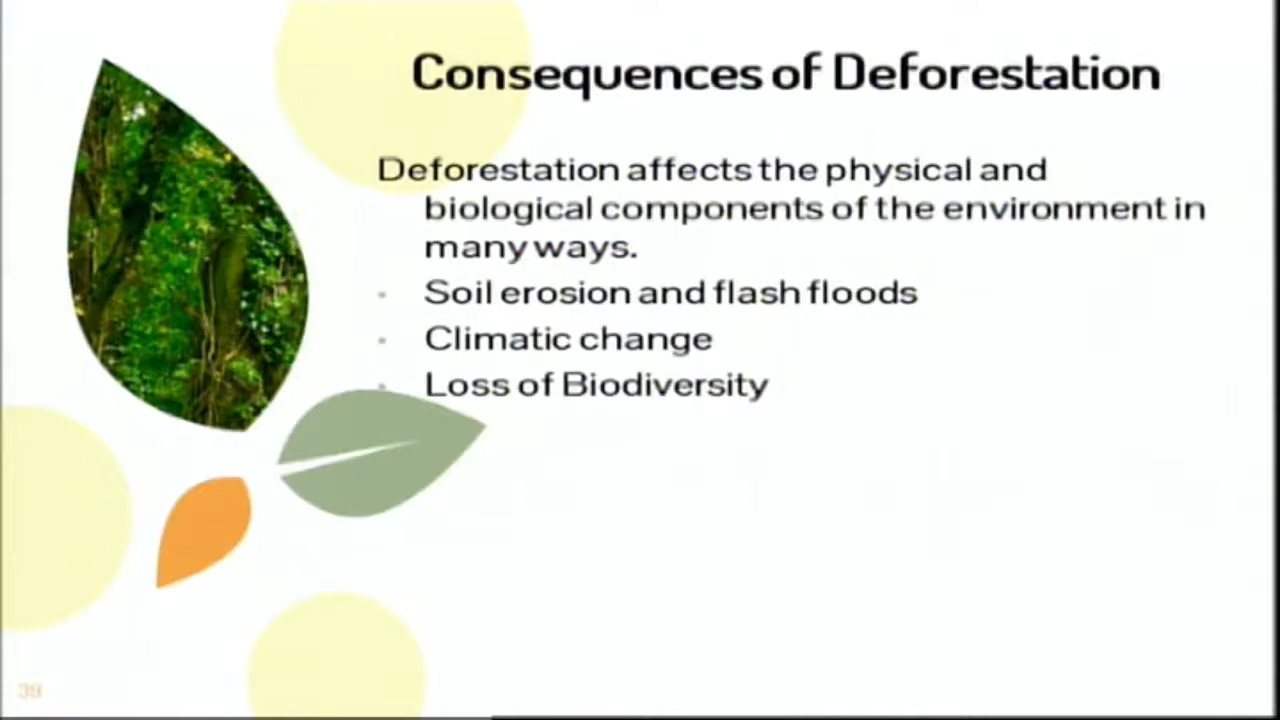 Consequences of Deforestation
Deforestation affects the physical and
biological components of the environment in
many ways.
• Soil erosion and flash floods
• Climatic change
• Loss of Biodiversity
39